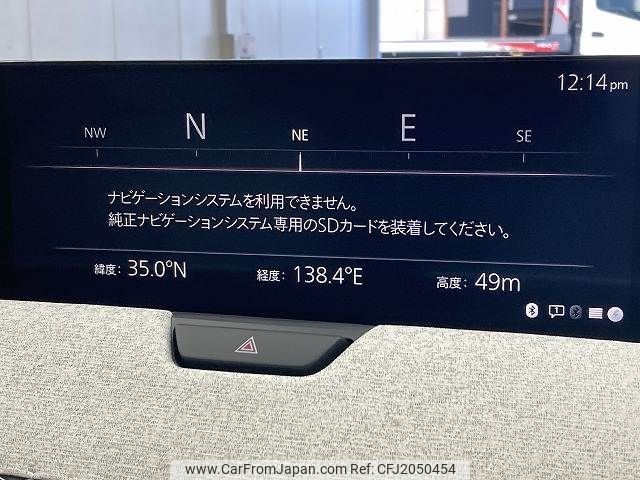 12:14pm
NW N NE E SE
ナビゲーションシステムを利用できません。
純正ナビゲーションシステム専用のSDカードを装着してください。
緯度: 35.0°N 経度: 138.4°E 高度: 49m
www.CarFromJapan.com : CFJ2050454